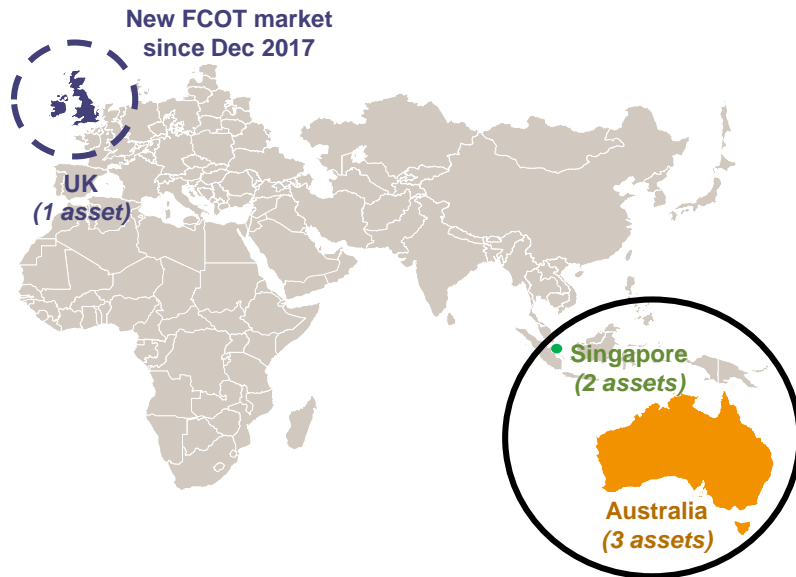 New FCOT market
since Dec 2017
UK
(1 asset)
Singapore
(2 assets)
Australia
(3 assets)